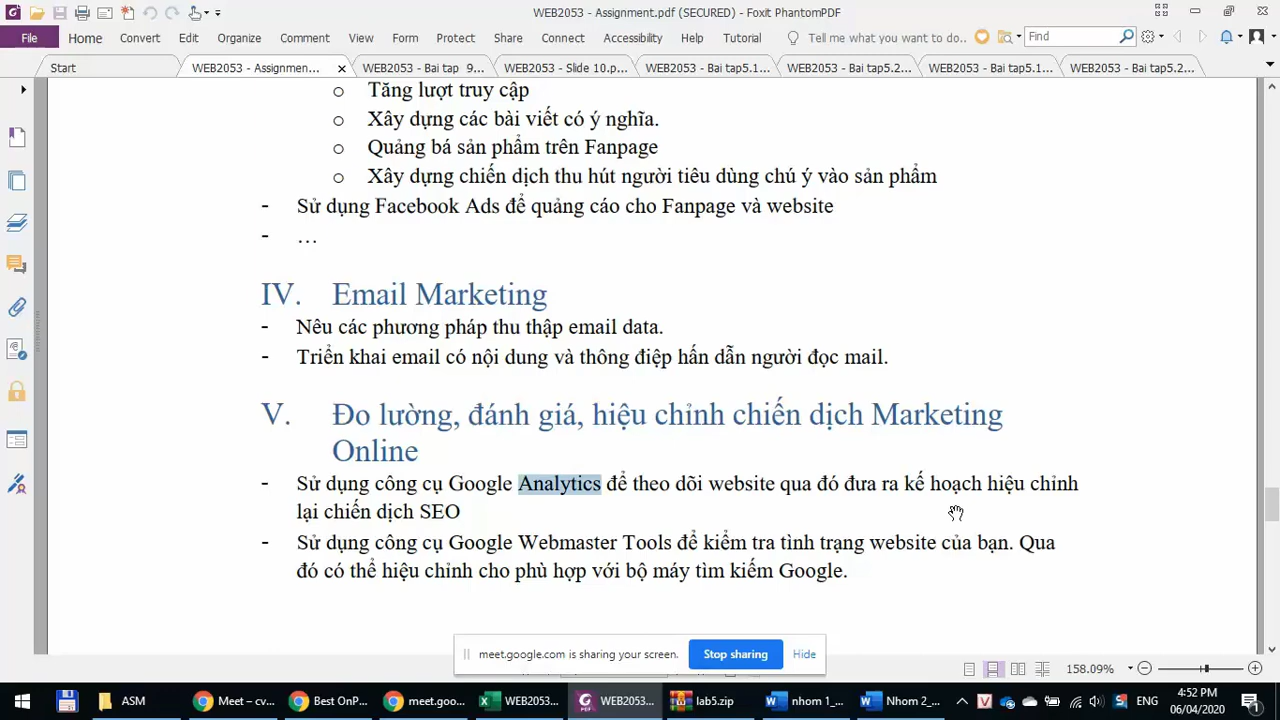 WEB2053 - Assignment.pdf (SECURED) - Foxit PhantomPDF
File Home Convert Edit Organize Comment View Form Protect Share Connect Accessibility Help Tutorial Tell me what you want to do.. Find
Start WEB2053 - Assignmen... WEB2053 - Bai tap 9... WEB2053 - Slide 10.p... WEB2053 - Bai tap5.1... WEB2053 - Bai tap5.2... WEB2053 - Bai tap5.1... WEB2053 - Bai tap5.2...
o Tăng lượt truy cập
o Xây dựng các bài viết có ý nghĩa.
o Quảng bá sản phẩm trên Fanpage
o Xây dựng chiến dịch thu hút người tiêu dùng chú ý vào sản phẩm
- Sử dụng Facebook Ads để quảng cáo cho Fanpage và website
- …
IV. Email Marketing
- Nêu các phương pháp thu thập email data.
- Triển khai email có nội dung và thông điệp hấn dẫn người đọc mail.
V. Đo lường, đánh giá, hiệu chỉnh chiến dịch Marketing
Online
- Sử dụng công cụ Google Analytics để theo dõi website qua đó đưa ra kế hoạch hiệu chỉnh
lại chiến dịch SEO
- Sử dụng công cụ Google Webmaster Tools để kiểm tra tình trạng website của bạn. Qua
đó có thể hiệu chỉnh cho phù hợp với bộ máy tìm kiếm Google.
meet.google.com is sharing your screen. Stop sharing Hide
158.09%
ASM Meet – cv... Best OnP... meet.goo... WEB2053... WEB2053... lab5.zip nhom 1_... Nhom 2_... ENG 4:52 PM
06/04/2020